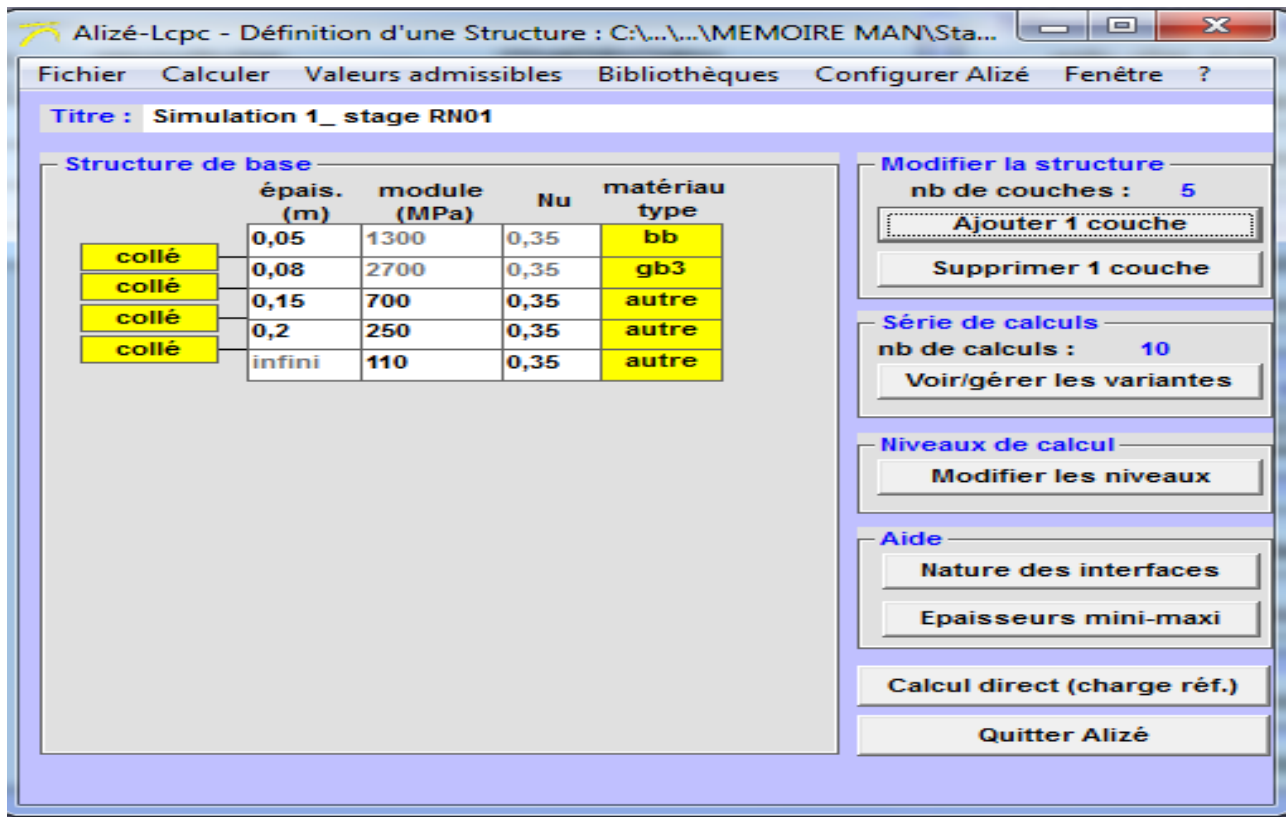 Alizé-Lcpc - Définition d'une Structure : C:\...\...\MEMOIRE MAN\Sta...
Fichier Calculer Valeurs admissibles Bibliothèques Configurer Alizé Fenêtre ?
Titre : Simulation 1_ stage RN01
Structure de base
épais. (m) module (MPa) Nu matériau type
0,05 1300 0,35 bb
collé
0,08 2700 0,35 gb3
collé
0,15 700 0,35 autre
collé
0,2 250 0,35 autre
collé
infini 110 0,35 autre
Modifier la structure
nb de couches : 5
Ajouter 1 couche
Supprimer 1 couche
Série de calculs
nb de calculs : 10
Voir/gérer les variantes
Niveaux de calcul
Modifier les niveaux
Aide
Nature des interfaces
Epaisseurs mini-maxi
Calcul direct (charge réf.)
Quitter Alizé